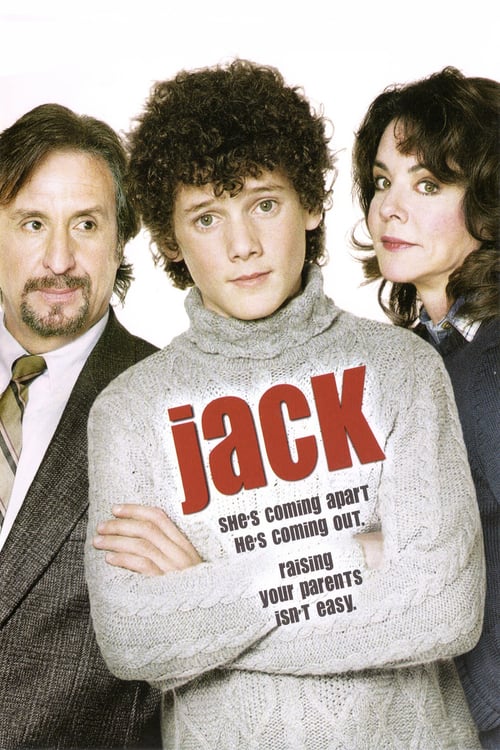 jack
She's coming apart
He's coming out.
raising
your parents
isn't easy.